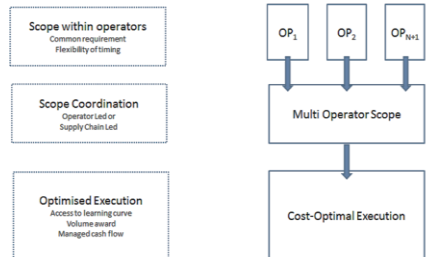 Scope within operators
Common requirement
Flexibility of timing
OP1
OP2
OPN+1
Scope Coordination
Operator Led or
Supply Chain Led
Multi Operator Scope
Optimised Execution
Access to learning curve
Volume award
Managed cash flow
Cost-Optimal Execution